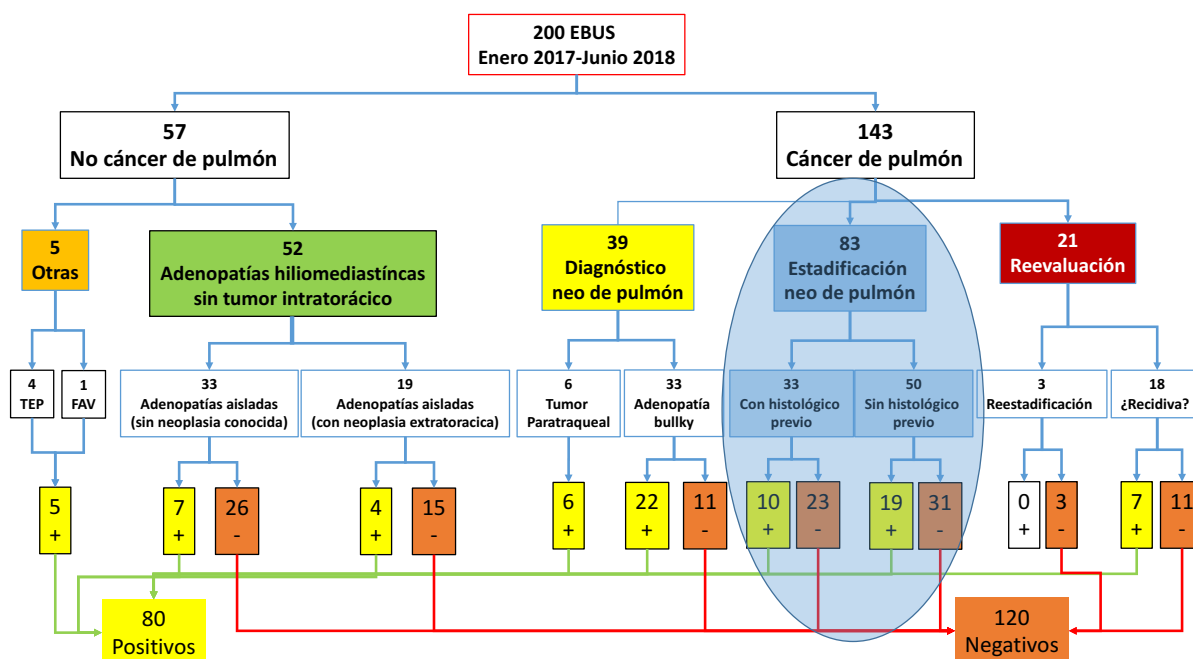 200 EBUS
Enero 2017-Junio 2018
57
No cáncer de pulmón
143
Cáncer de pulmón
5
Otras
52
Adenopatías hiliomediastíncas
sin tumor intratorácico
39
Diagnóstico
neo de pulmón
83
Estadificación
neo de pulmón
21
Reevaluación
4
TEP
1
FAV
33
Adenopatías aisladas
(sin neoplasia conocida)
19
Adenopatías aisladas
(con neoplasia extratoracica)
6
Tumor
Paratraqueal
33
Adenopatía
bullky
33
Con histológico
previo
50
Sin histológico
previo
3
Reestadificación
18
¿Recidiva?
5
+
7
+
26
-
4
+
15
-
6
+
22
+
11
-
10
+
23
-
19
+
31
-
0
+
3
-
7
+
11
-
80
Positivos
120
Negativos